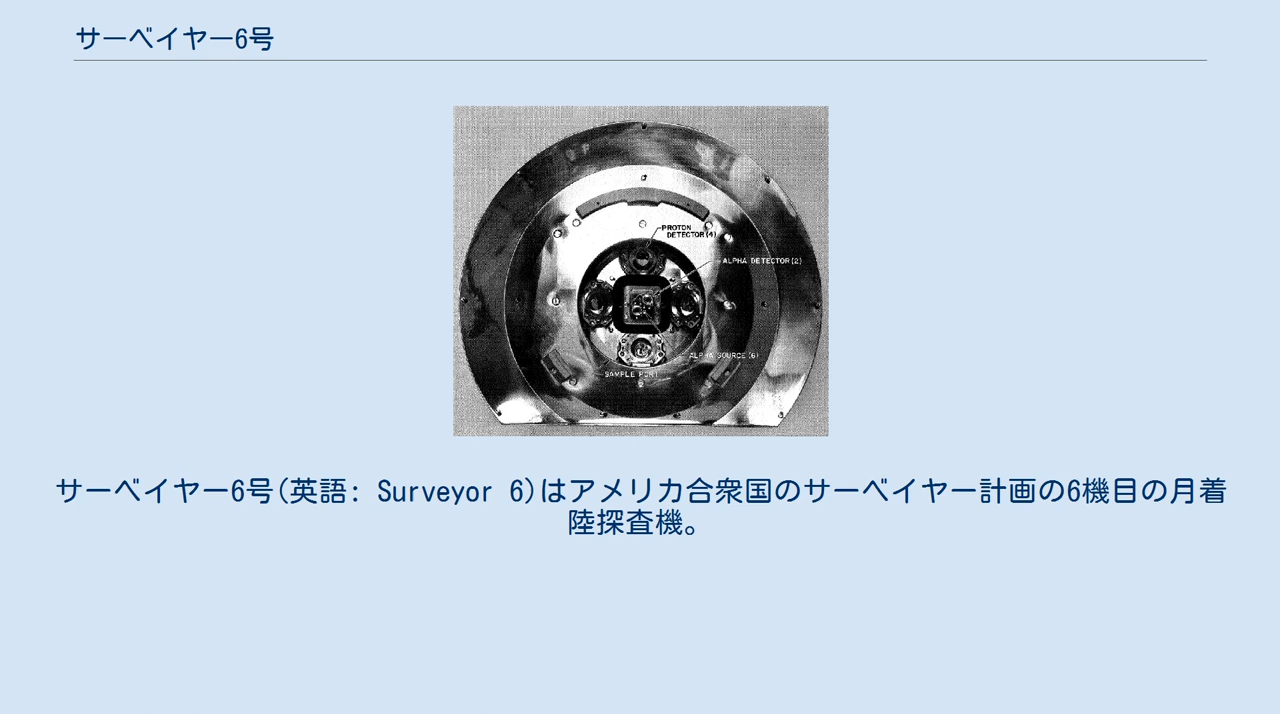 サーベイヤー6号
PROTON
DETECTOR(4)
ALPHA DETECTOR(2)
ALPHA SOURCE(6)
SAMPLE PORT
サーベイヤー6号(英語: Surveyor 6)はアメリカ合衆国のサーベイヤー計画の6機目の月着
陸探査機。